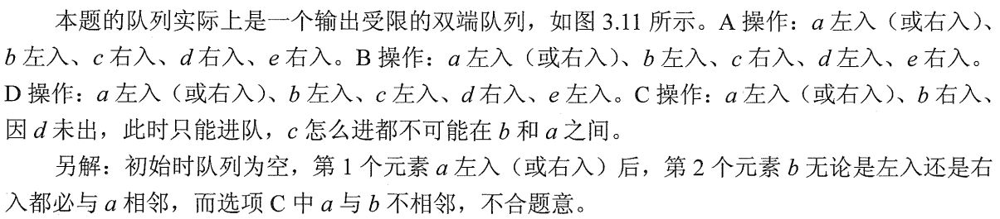 本题的队列实际上是一个输出受限的双端队列，如图 3.11 所示。A 操作：a 左入（或右入）、
b 左入、c 右入、d 右入、e 右入。B 操作：a 左入（或右入）、b 左入、c 右入、d 左入、e 右入。
D 操作：a 左入（或右入）、b 左入、c 左入、d 右入、e 左入。C 操作：a 左入（或右入）、b 右入、
因 d 未出，此时只能进队，c 怎么进都不可能在 b 和 a 之间。
另解：初始时队列为空，第 1 个元素 a 左入（或右入）后，第 2 个元素 b 无论是左入还是右
入都必与 a 相邻，而选项 C 中 a 与 b 不相邻，不合题意。